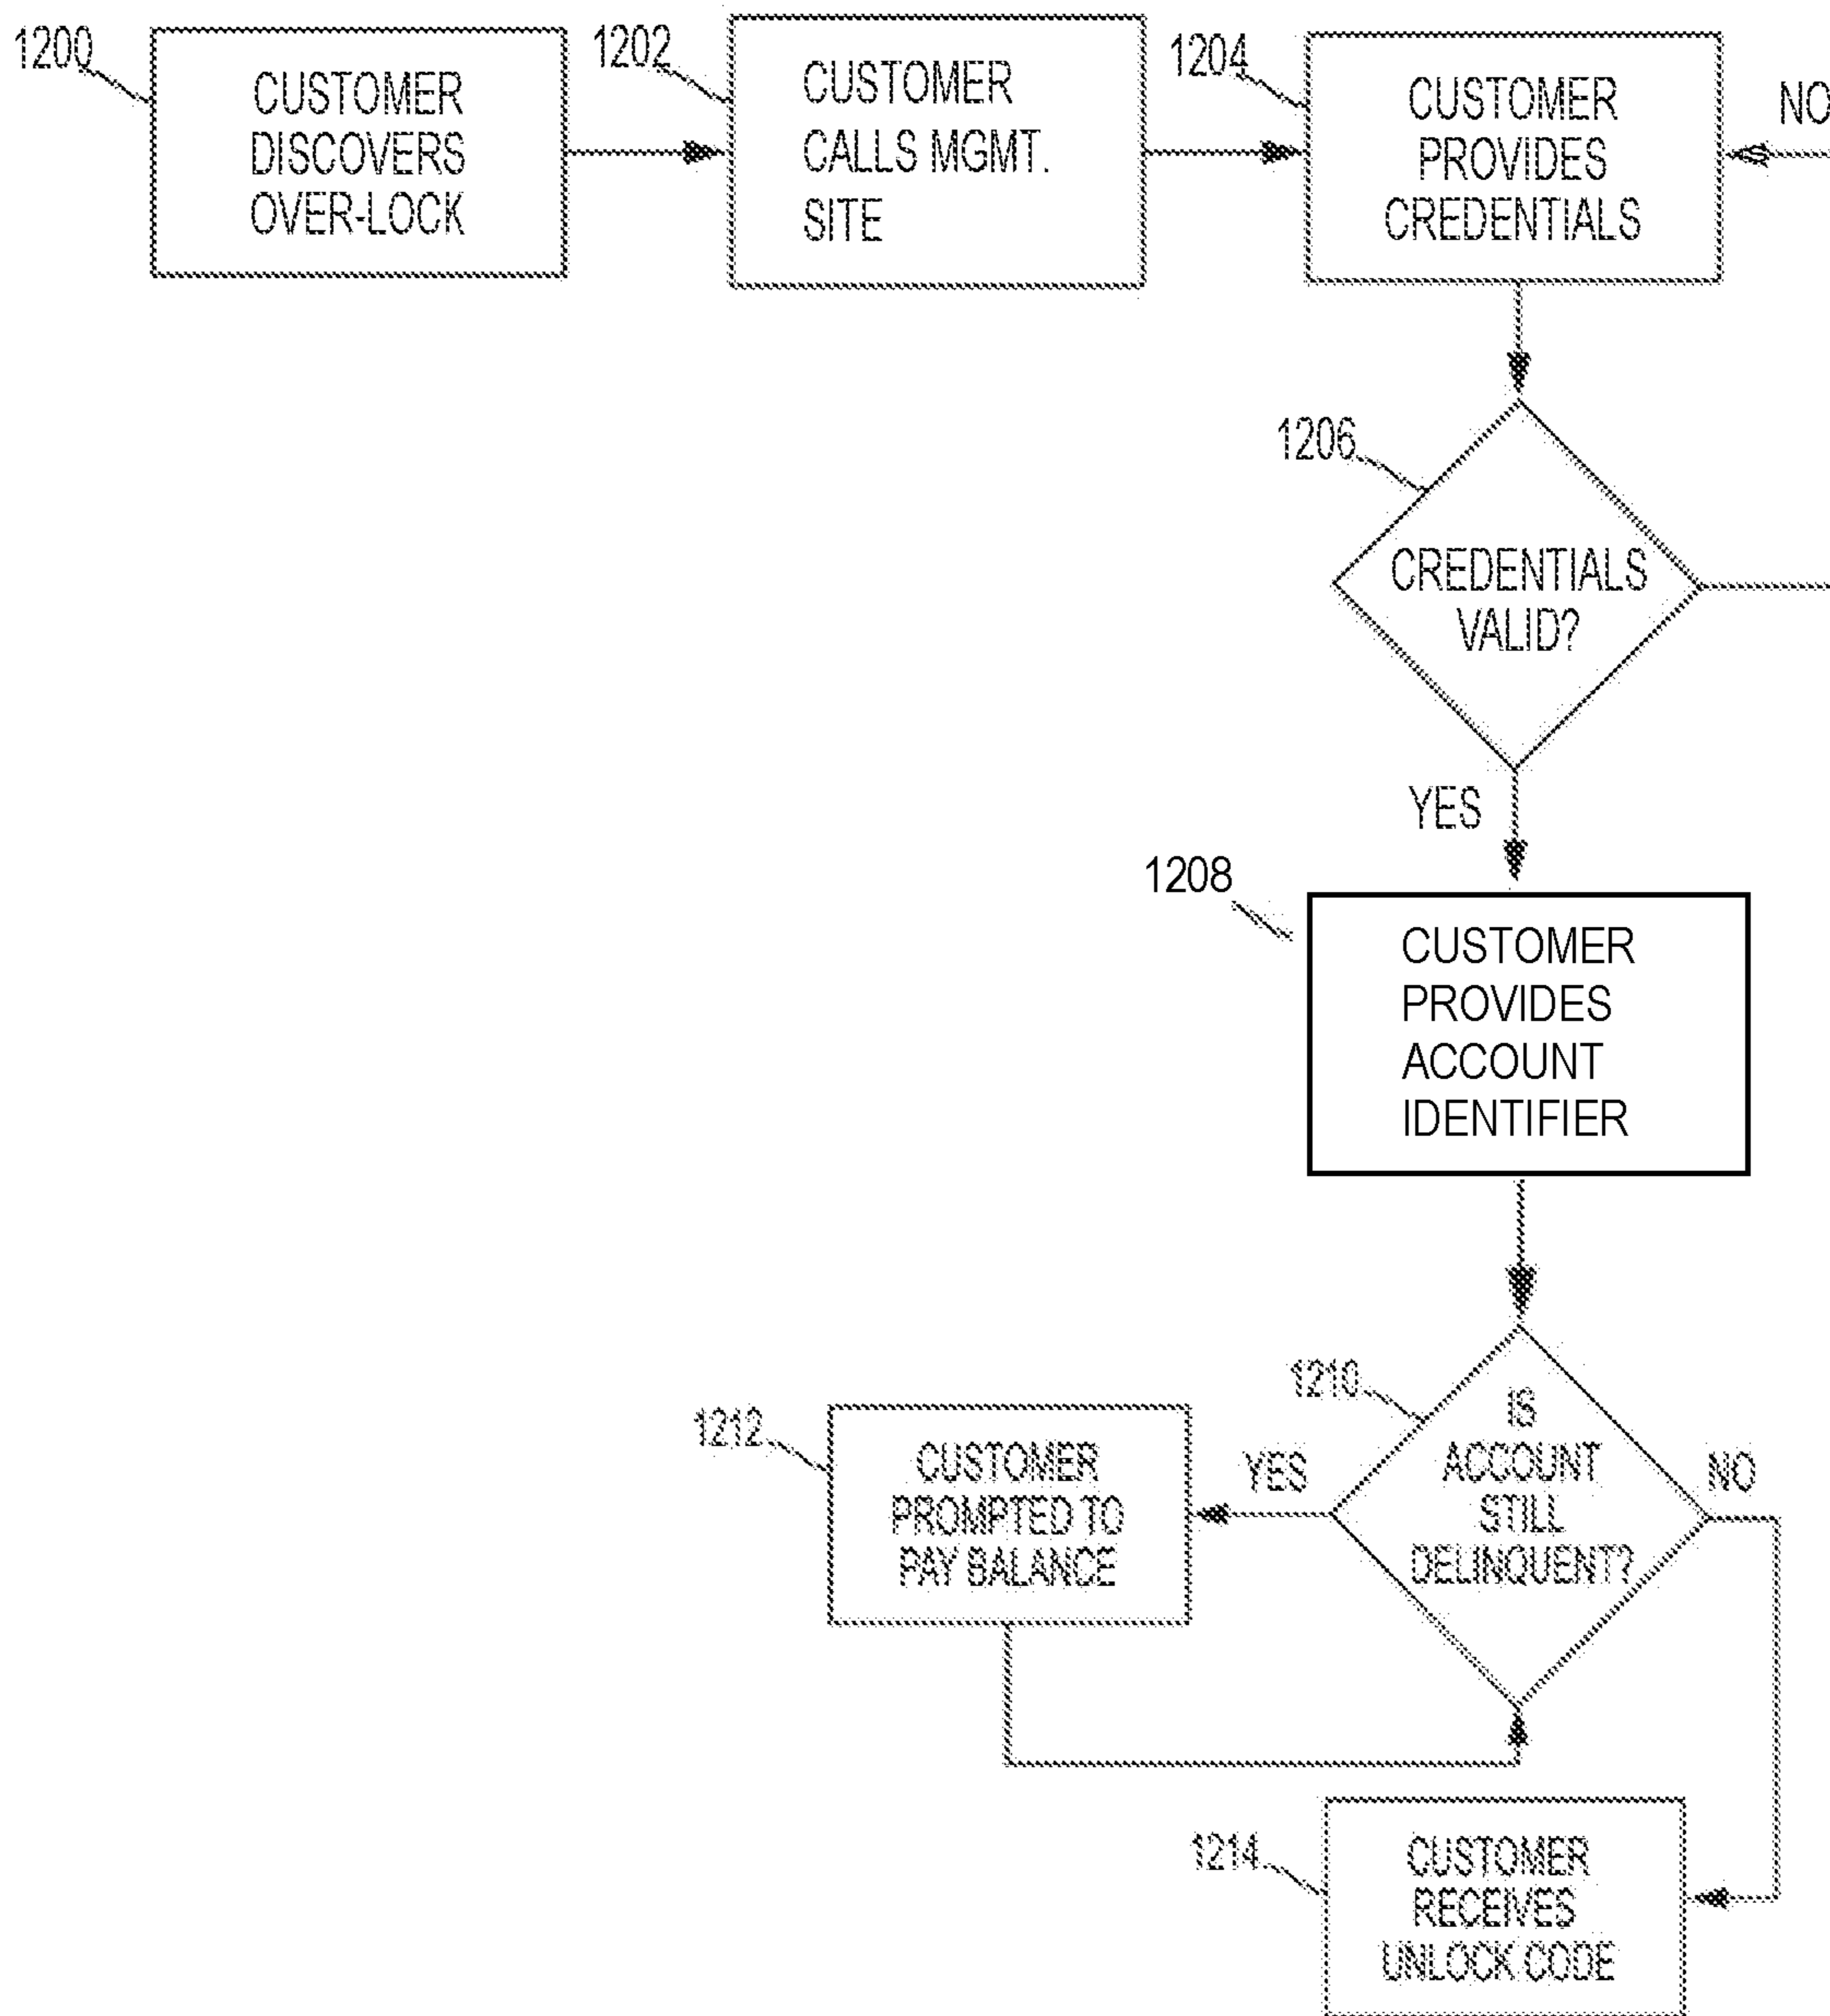 1200
CUSTOMER
DISCOVERS
OVER-LOCK
1202
CUSTOMER
CALLS MGMT.
SITE
1204
CUSTOMER
PROVIDES
CREDENTIALS
NO
1206
CREDENTIALS
VALID?
YES
1208
CUSTOMER
PROVIDES
ACCOUNT
IDENTIFIER
1210
IS
ACCOUNT
STILL
DELINQUENT?
YES
NO
1212
CUSTOMER
PROMPTED TO
PAY BALANCE
1214
CUSTOMER
RECEIVES
UNLOCK CODE